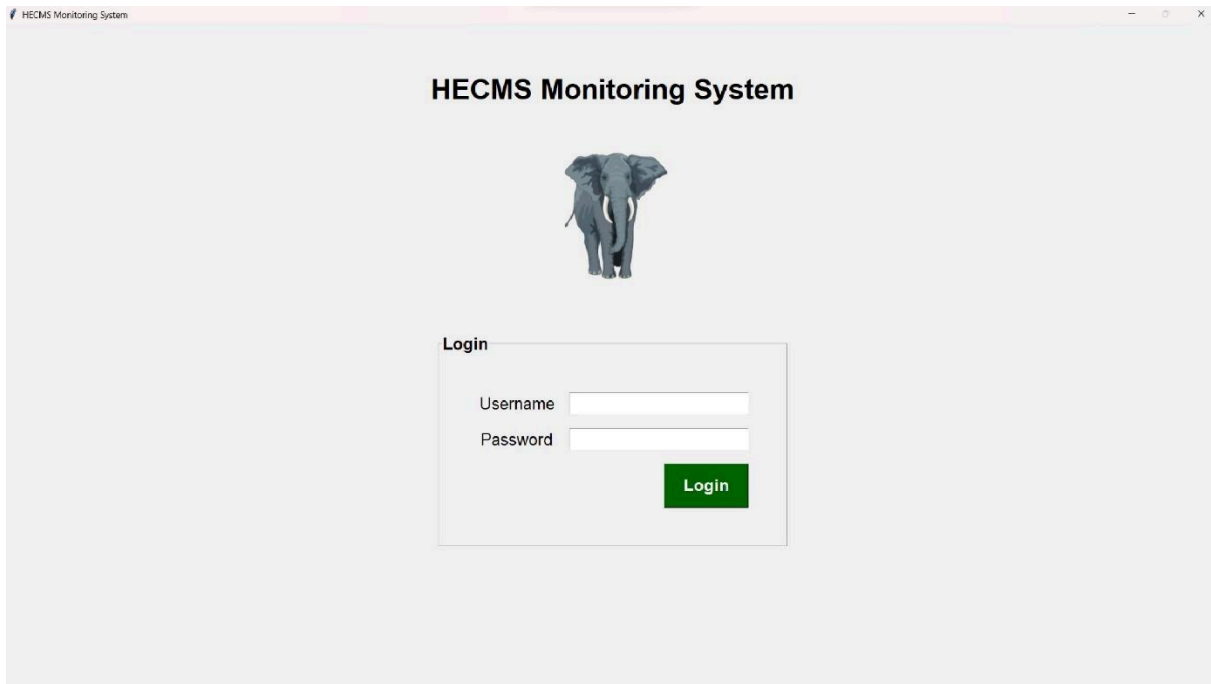 HECMS Monitoring System
HECMS Monitoring System
Login
Username
Password
Login